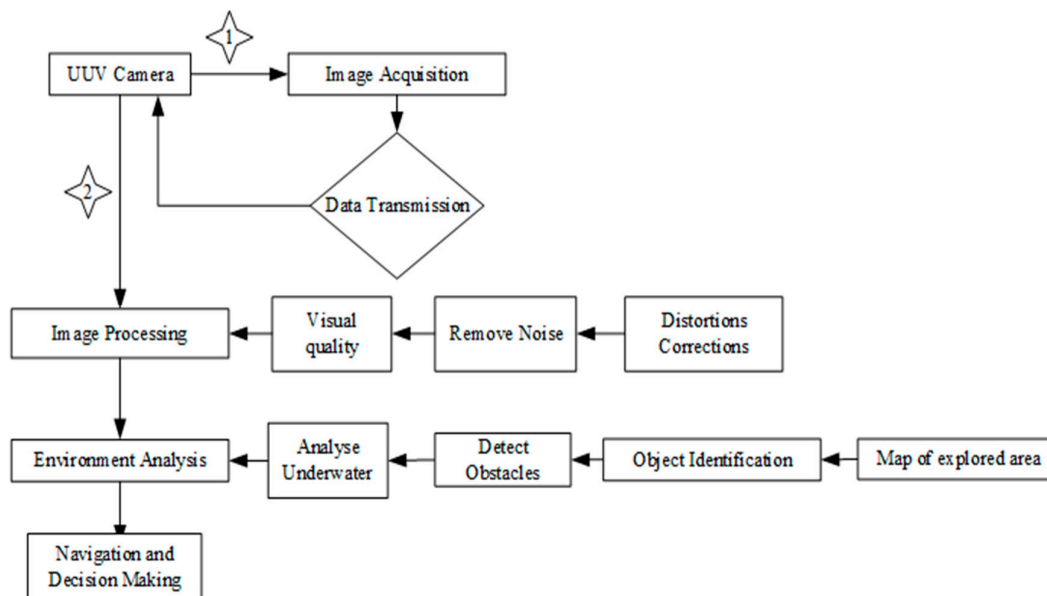 1
UUV Camera
Image Acquisition
2
Data Transmission
Image Processing
Visual
quality
Remove Noise
Distortions
Corrections
Environment Analysis
Analyse
Underwater
Detect
Obstacles
Object Identification
Map of explored area
Navigation and
Decision Making